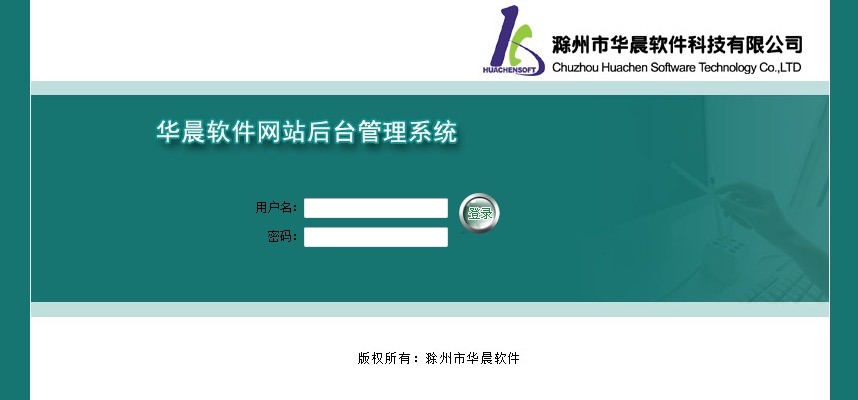 HUACHENSOFT
滁州市华晨软件科技有限公司
Chuzhou Huachen Software Technology Co.,LTD
华晨软件网站后台管理系统
用户名：
登录
密码：
版权所有：滁州市华晨软件